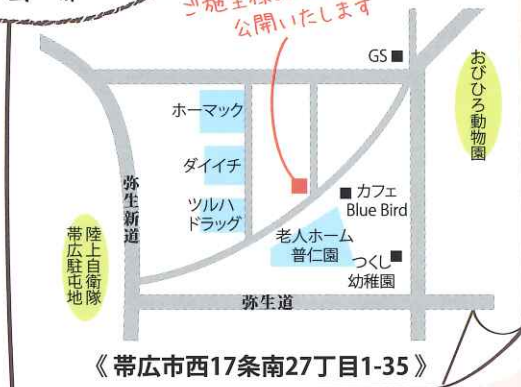 公開いたします
GS
おびひろ動物園
ホーマック
ダイイチ
ツルハ
ドラッグ
弥生新道
カフェ
Blue Bird
老人ホーム
普仁園
つくし
幼稚園
陸上自衛隊
帯広駐屯地
弥生道
《 帯広市西17条南27丁目1-35 》